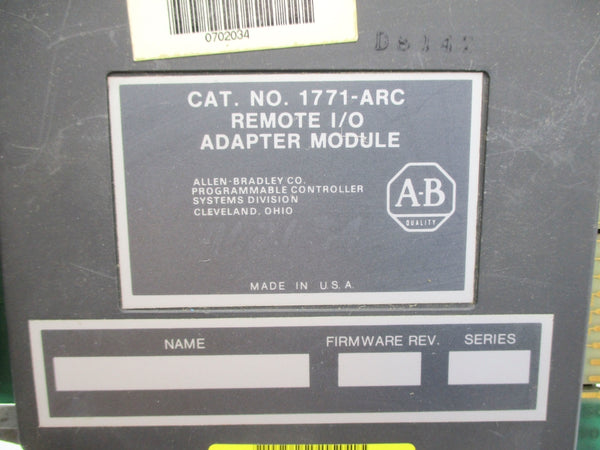 0702034
CAT. NO. 1771-ARC
REMOTE I/O
ADAPTER MODULE
ALLEN-BRADLEY CO.
PROGRAMMABLE CONTROLLER
SYSTEMS DIVISION
CLEVELAND, OHIO
A-B
QUALITY
MADE IN U.S.A.
NAME
FIRMWARE REV.
SERIES